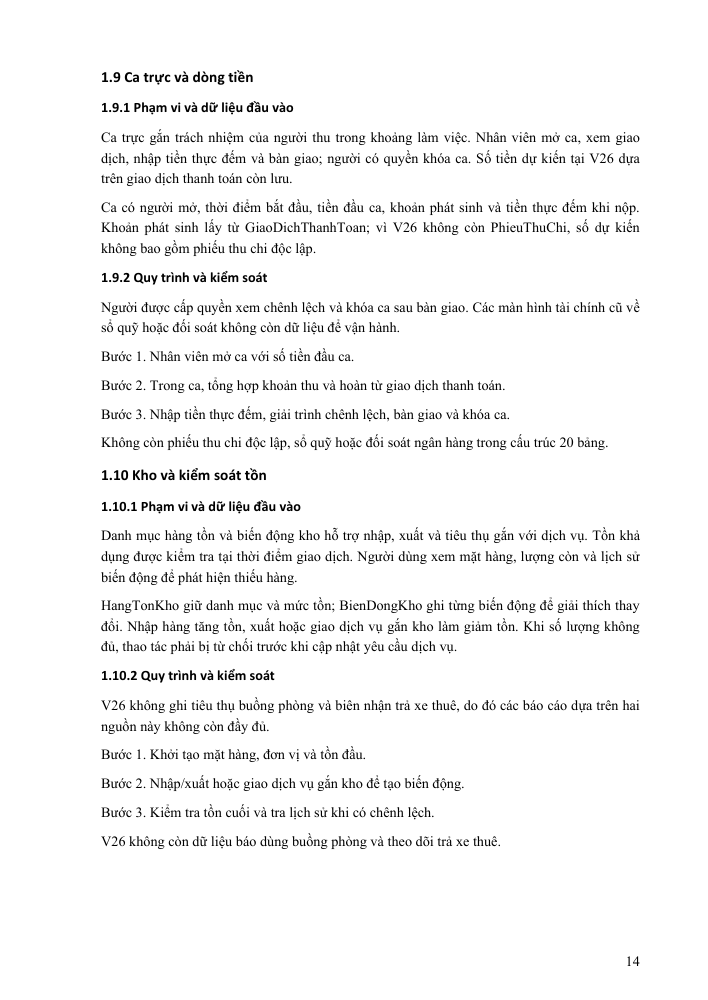 1.9 Ca trực và dòng tiền
1.9.1 Phạm vi và dữ liệu đầu vào
Ca trực gắn trách nhiệm của người thu trong khoảng làm việc. Nhân viên mở ca, xem giao
dịch, nhập tiền thực đếm và bàn giao; người có quyền khóa ca. Số tiền dự kiến tại V26 dựa
trên giao dịch thanh toán còn lưu.
Ca có người mở, thời điểm bắt đầu, tiền đầu ca, khoản phát sinh và tiền thực đếm khi nộp.
Khoản phát sinh lấy từ GiaoDichThanhToan; vì V26 không còn PhieuThuChi, số dự kiến
không bao gồm phiếu thu chi độc lập.
1.9.2 Quy trình và kiểm soát
Người được cấp quyền xem chênh lệch và khóa ca sau bàn giao. Các màn hình tài chính cũ về
sổ quỹ hoặc đối soát không còn dữ liệu để vận hành.
Bước 1. Nhân viên mở ca với số tiền đầu ca.
Bước 2. Trong ca, tổng hợp khoản thu và hoàn từ giao dịch thanh toán.
Bước 3. Nhập tiền thực đếm, giải trình chênh lệch, bàn giao và khóa ca.
Không còn phiếu thu chi độc lập, sổ quỹ hoặc đối soát ngân hàng trong cấu trúc 20 bảng.
1.10 Kho và kiểm soát tồn
1.10.1 Phạm vi và dữ liệu đầu vào
Danh mục hàng tồn và biến động kho hỗ trợ nhập, xuất và tiêu thụ gắn với dịch vụ. Tồn khả
dụng được kiểm tra tại thời điểm giao dịch. Người dùng xem mặt hàng, lượng còn và lịch sử
biến động để phát hiện thiếu hàng.
HangTonKho giữ danh mục và mức tồn; BienDongKho ghi từng biến động để giải thích thay
đổi. Nhập hàng tăng tồn, xuất hoặc giao dịch vụ gắn kho làm giảm tồn. Khi số lượng không
đủ, thao tác phải bị từ chối trước khi cập nhật yêu cầu dịch vụ.
1.10.2 Quy trình và kiểm soát
V26 không ghi tiêu thụ buồng phòng và biên nhận trả xe thuê, do đó các báo cáo dựa trên hai
nguồn này không còn đầy đủ.
Bước 1. Khởi tạo mặt hàng, đơn vị và tồn đầu.
Bước 2. Nhập/xuất hoặc giao dịch vụ gắn kho để tạo biến động.
Bước 3. Kiểm tra tồn cuối và tra lịch sử khi có chênh lệch.
V26 không còn dữ liệu báo dùng buồng phòng và theo dõi trả xe thuê.
14